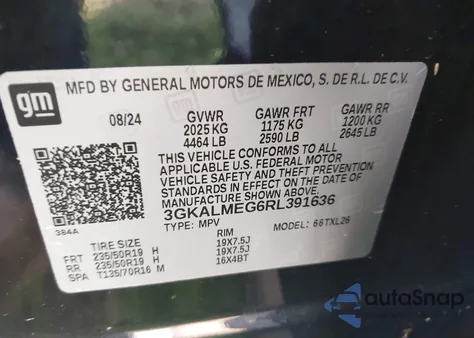 gm
MFD BY GENERAL MOTORS DE MEXICO, S. DE R.L. DE C.V.
08/24 GVWR GAWR FRT GAWR RR
2025 KG 1175 KG 1200 KG
4464 LB 2590 LB 2645 LB
THIS VEHICLE CONFORMS TO ALL
APPLICABLE U.S. FEDERAL MOTOR
VEHICLE SAFETY AND THEFT PREVENTION
STANDARDS IN EFFECT ON THE DATE OF
MANUFACTURE SHOWN ABOVE.
384A
3GKALMEG6RL391636
TYPE: MPV MODEL: 66TXL26
TIRE SIZE RIM
FRT 235/50R19 H 19X7.5J
RR 235/50R19 H 19X7.5J
SPA T135/70R16 M 16X4BT
autoSnap